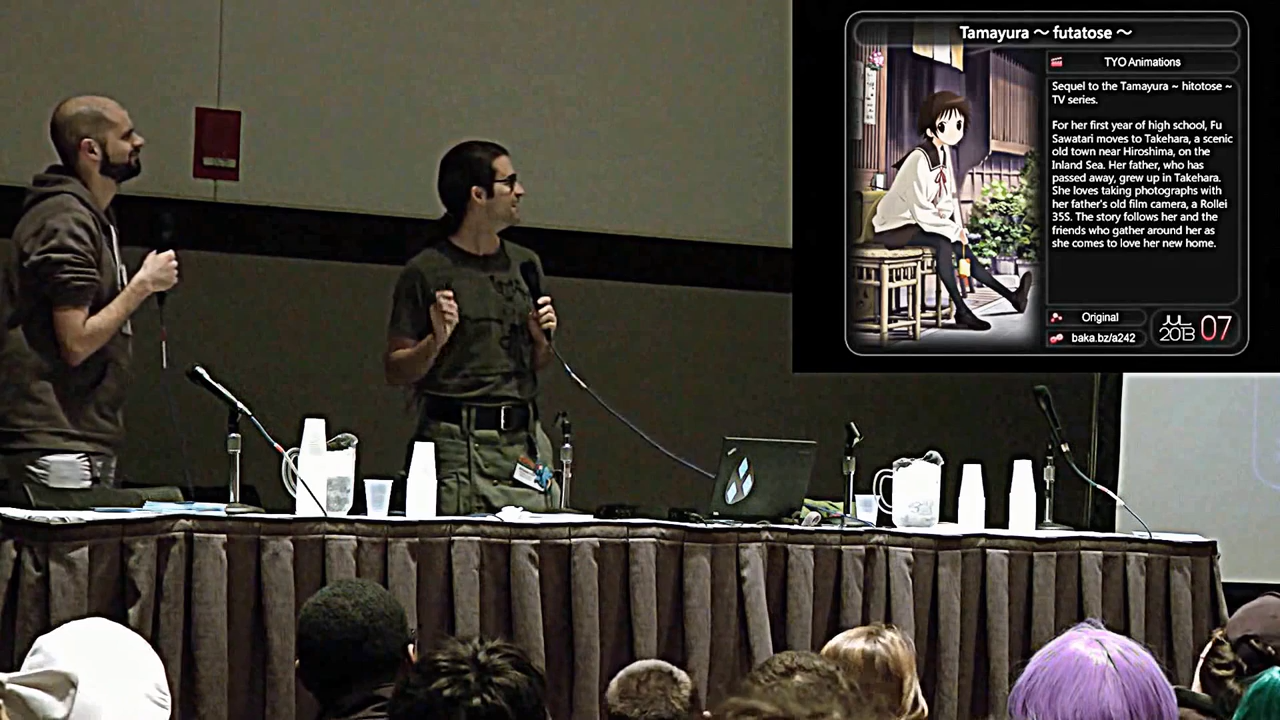 Tamayura ～ futatose ～
TYO Animations
Sequel to the Tamayura ~ hitotose ~
TV series.
For her first year of high school, Fu
Sawatari moves to Takehara, a scenic
old town near Hiroshima, on the
Inland Sea. Her father, who has
passed away, grew up in Takehara.
She loves taking photographs with
her father's old film camera, a Rollei
35S. The story follows her and the
friends who gather around her as
she comes to love her new home.
Original
baka.bz/a242
JUL
2013
07